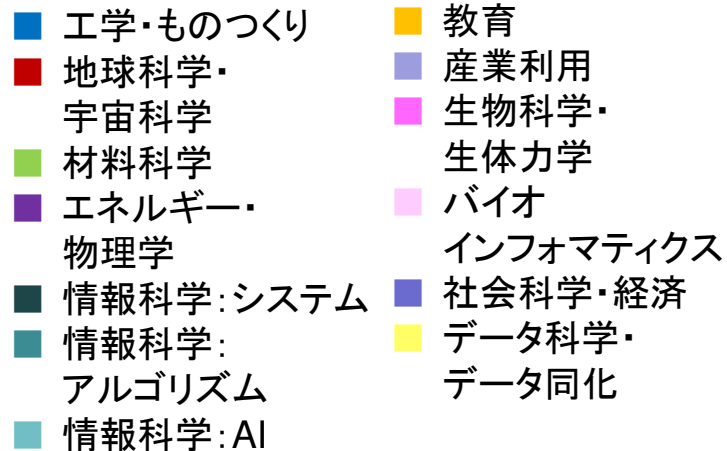 工学・ものつくり
地球科学・
宇宙科学
材料科学
エネルギー・
物理学
情報科学：システム
情報科学：
アルゴリズム
情報科学：AI
教育
産業利用
生物科学・
生体力学
バイオ
インフォマティクス
社会科学・経済
データ科学・
データ同化